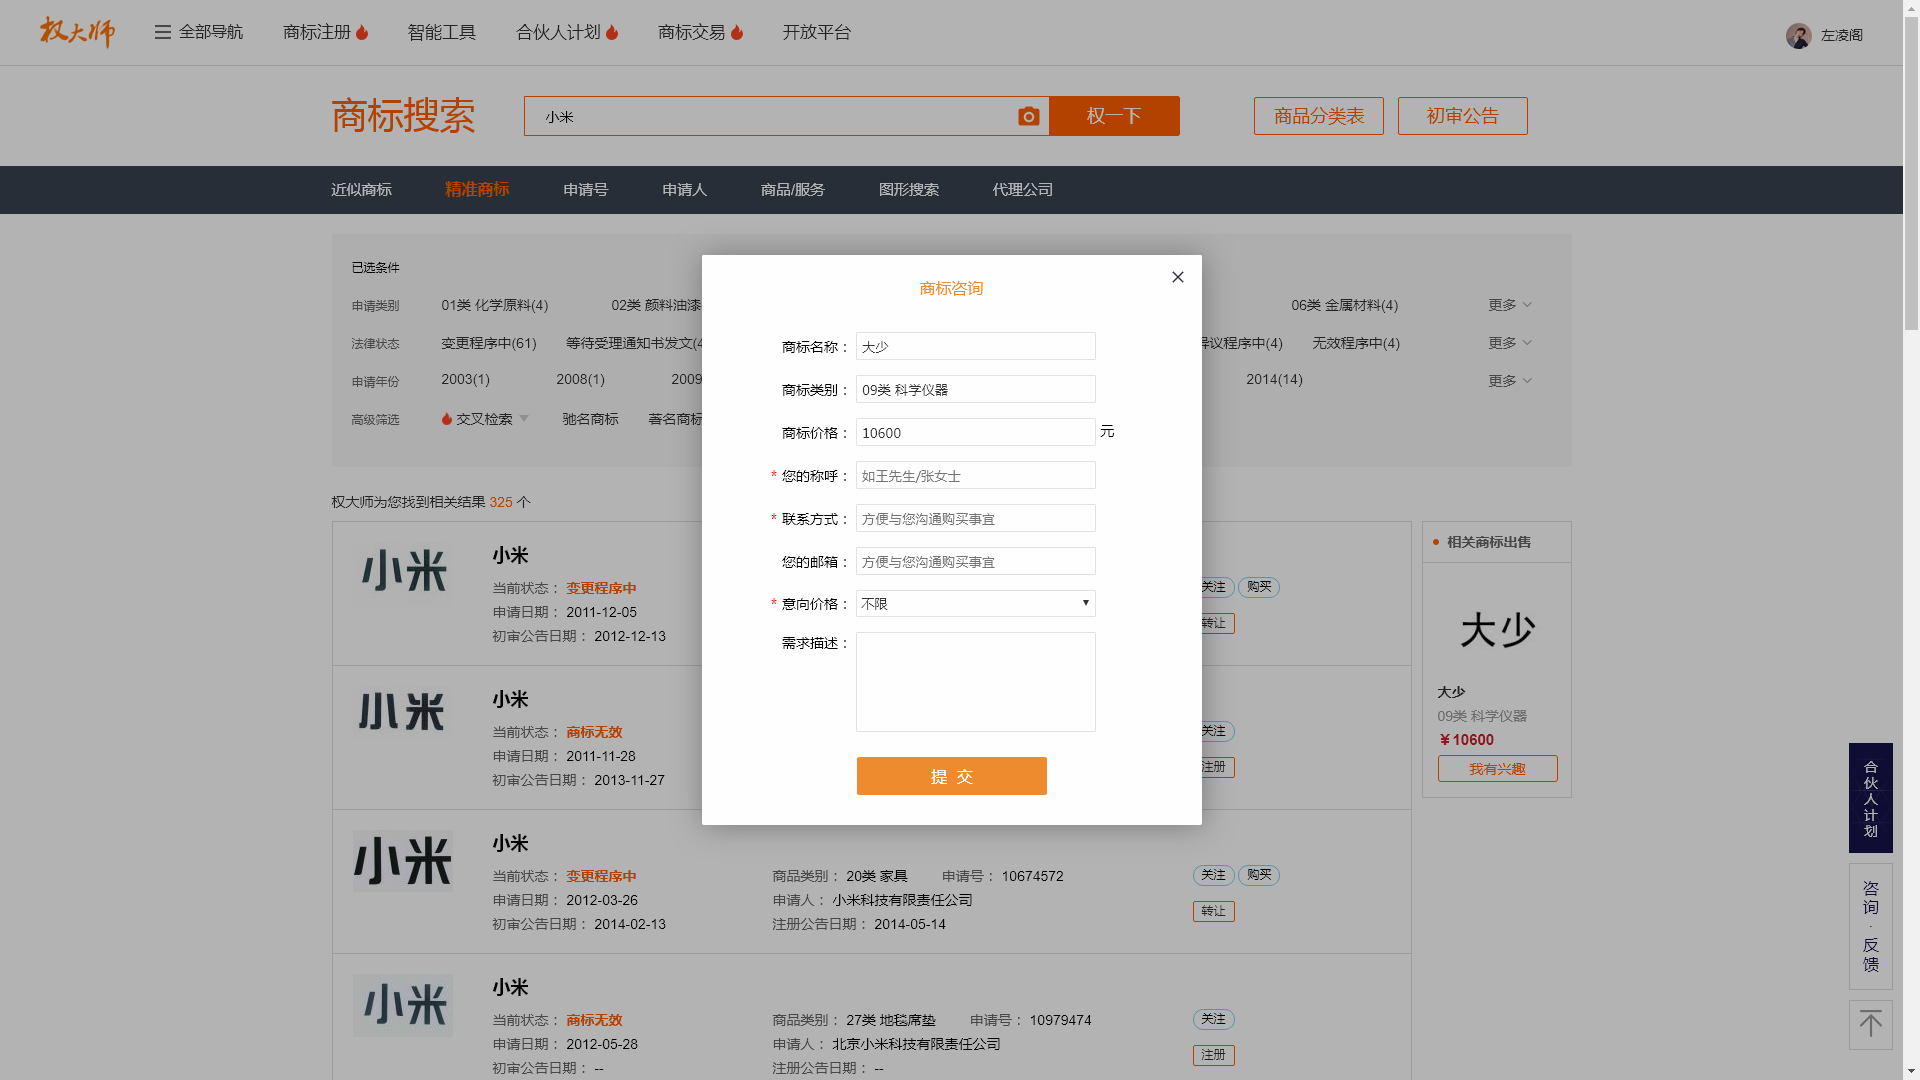 权大师 全部导航 商标注册 智能工具 合伙人计划 商标交易 开放平台 左凌阁
商标搜索 小米 权一下 商品分类表 初审公告
近似商标 精准商标 申请号 申请人 商品/服务 图形搜索 代理公司
已选条件
申请类别 01类 化学原料(4) 02类 颜料油漆 06类 金属材料(4) 更多
法律状态 变更程序中(61) 等待受理通知书发文(4 异议程序中(4) 无效程序中(4) 更多
申请年份 2003(1) 2008(1) 2009 2014(14) 更多
高级筛选 交叉检索 驰名商标 著名商标
权大师为您找到相关结果 325 个
小米
小米
当前状态： 变更程序中
申请日期： 2011-12-05
初审公告日期： 2012-12-13
关注 购买
转让
小米
小米
当前状态： 商标无效
申请日期： 2011-11-28
初审公告日期： 2013-11-27
关注
注册
小米
小米
当前状态： 变更程序中 商品类别： 20类 家具 申请号： 10674572
申请日期： 2012-03-26 申请人： 小米科技有限责任公司
初审公告日期： 2014-02-13 注册公告日期： 2014-05-14
关注 购买
转让
小米
小米
当前状态： 商标无效 商品类别： 27类 地毯席垫 申请号： 10979474
申请日期： 2012-05-28 申请人： 北京小米科技有限责任公司
初审公告日期： -- 注册公告日期： --
关注
注册
商标咨询
商标名称： 大少
商标类别： 09类 科学仪器
商标价格： 10600 元
* 您的称呼： 如王先生/张女士
* 联系方式： 方便与您沟通购买事宜
您的邮箱： 方便与您沟通购买事宜
* 意向价格： 不限
需求描述：
提 交
相关商标出售
大少
大少
09类 科学仪器
¥10600
我有兴趣
合伙人计划
咨询·反馈